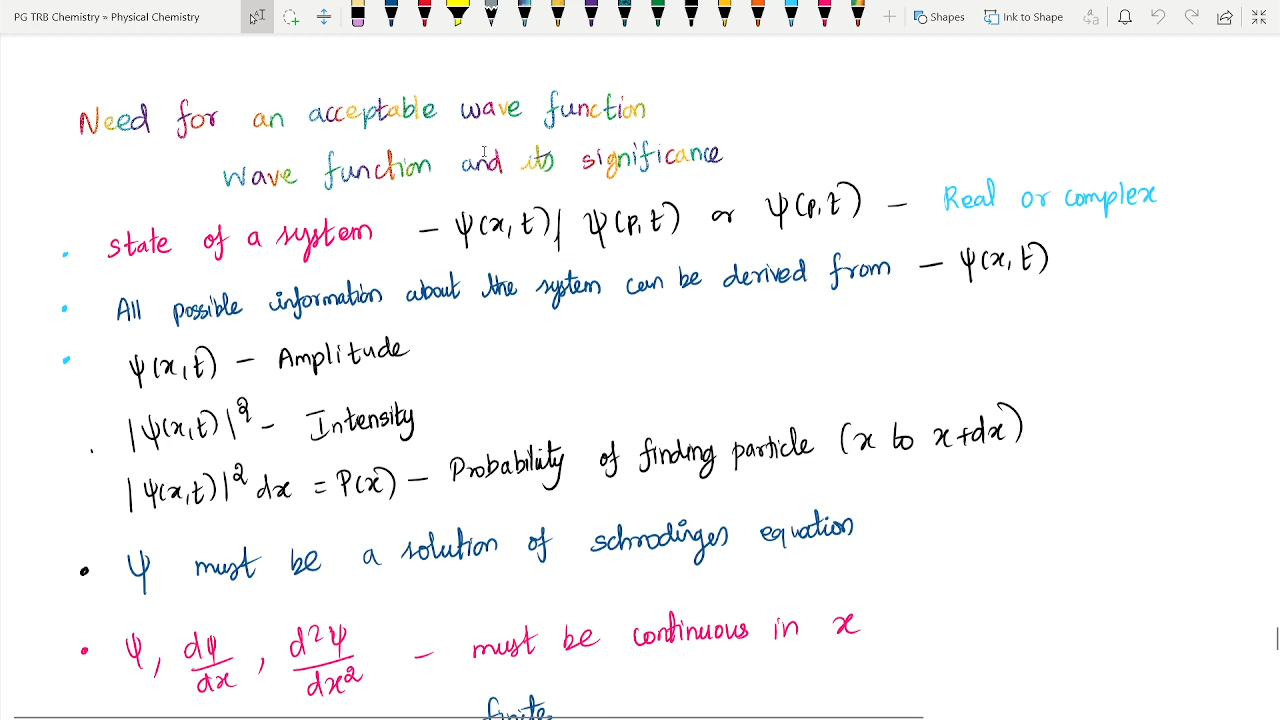 PG TRB Chemistry » Physical Chemistry
Shapes
Ink to Shape
Need for an acceptable wave function
wave function and its significance
• state of a system – ψ(x,t)/ ψ(p,t) or ψ(p,t) – Real or complex
• All possible information about the system can be derived from – ψ(x,t)
• ψ(x,t) – Amplitude
|ψ(x,t)|² – Intensity
|ψ(x,t)|² dx = P(x) – Probability of finding particle (x to x+dx)
• ψ must be a solution of schrodinges equation
• ψ, dψ/dx, d²ψ/dx² – must be continuous in x
finite